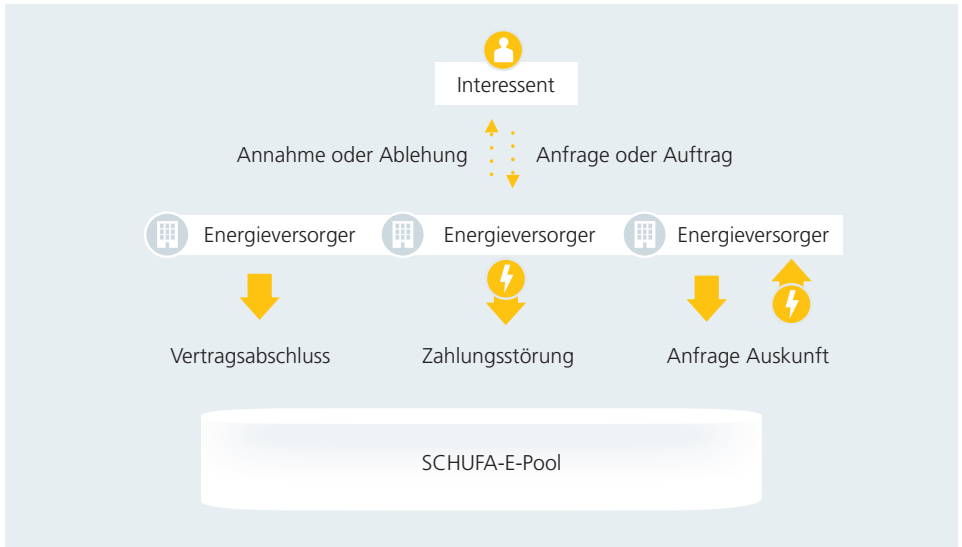 Interessent
Annahme oder Ablehung Anfrage oder Auftrag
Energieversorger Energieversorger Energieversorger
Vertragsabschluss Zahlungsstörung Anfrage Auskunft
SCHUFA-E-Pool